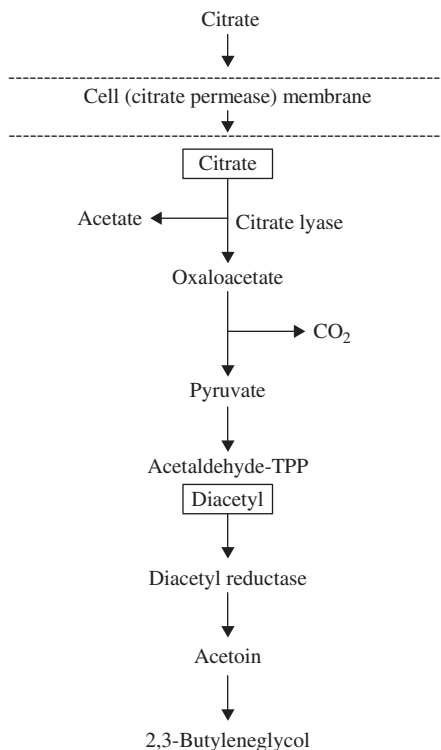 Citrate
Cell (citrate permease) membrane
Citrate
Acetate
Citrate lyase
Oxaloacetate
CO₂
Pyruvate
Acetaldehyde-TPP
Diacetyl
Diacetyl reductase
Acetoin
2,3-Butyleneglycol